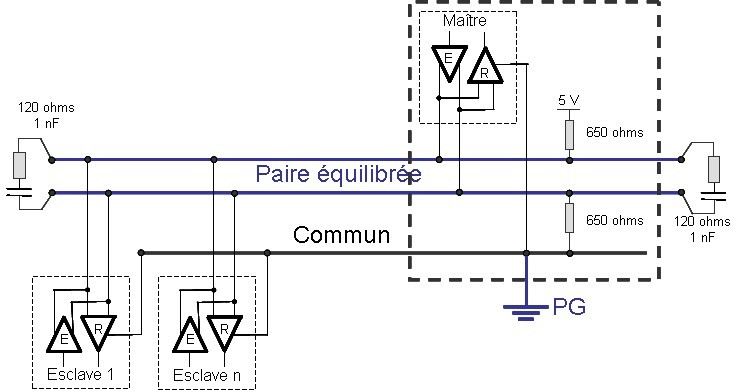 Maître
E
R
120 ohms
1 nF
5 V
650 ohms
Paire équilibrée
650 ohms
120 ohms
1 nF
Commun
PG
E
R
E
R
Esclave 1
Esclave n